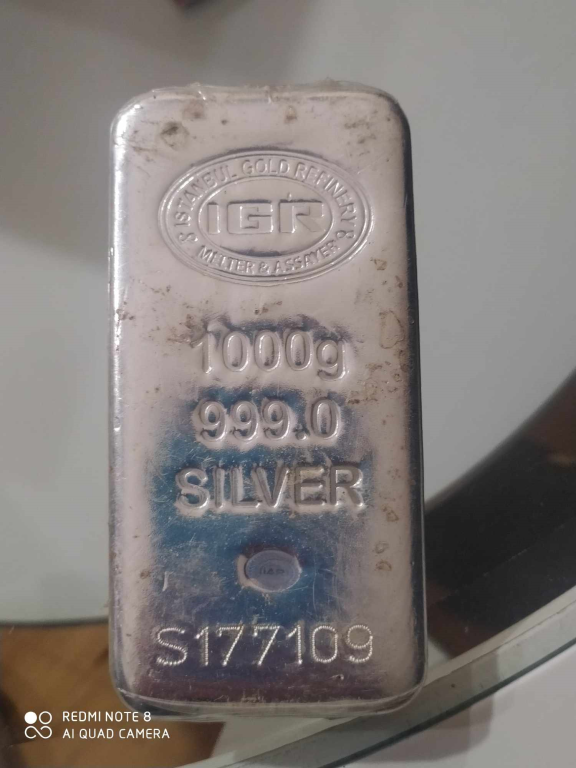 ISTANBUL GOLD REFINERY
IGR
MELTER & ASSAYER
1000g
999.0
SILVER
S177109
REDMI NOTE 8
AI QUAD CAMERA